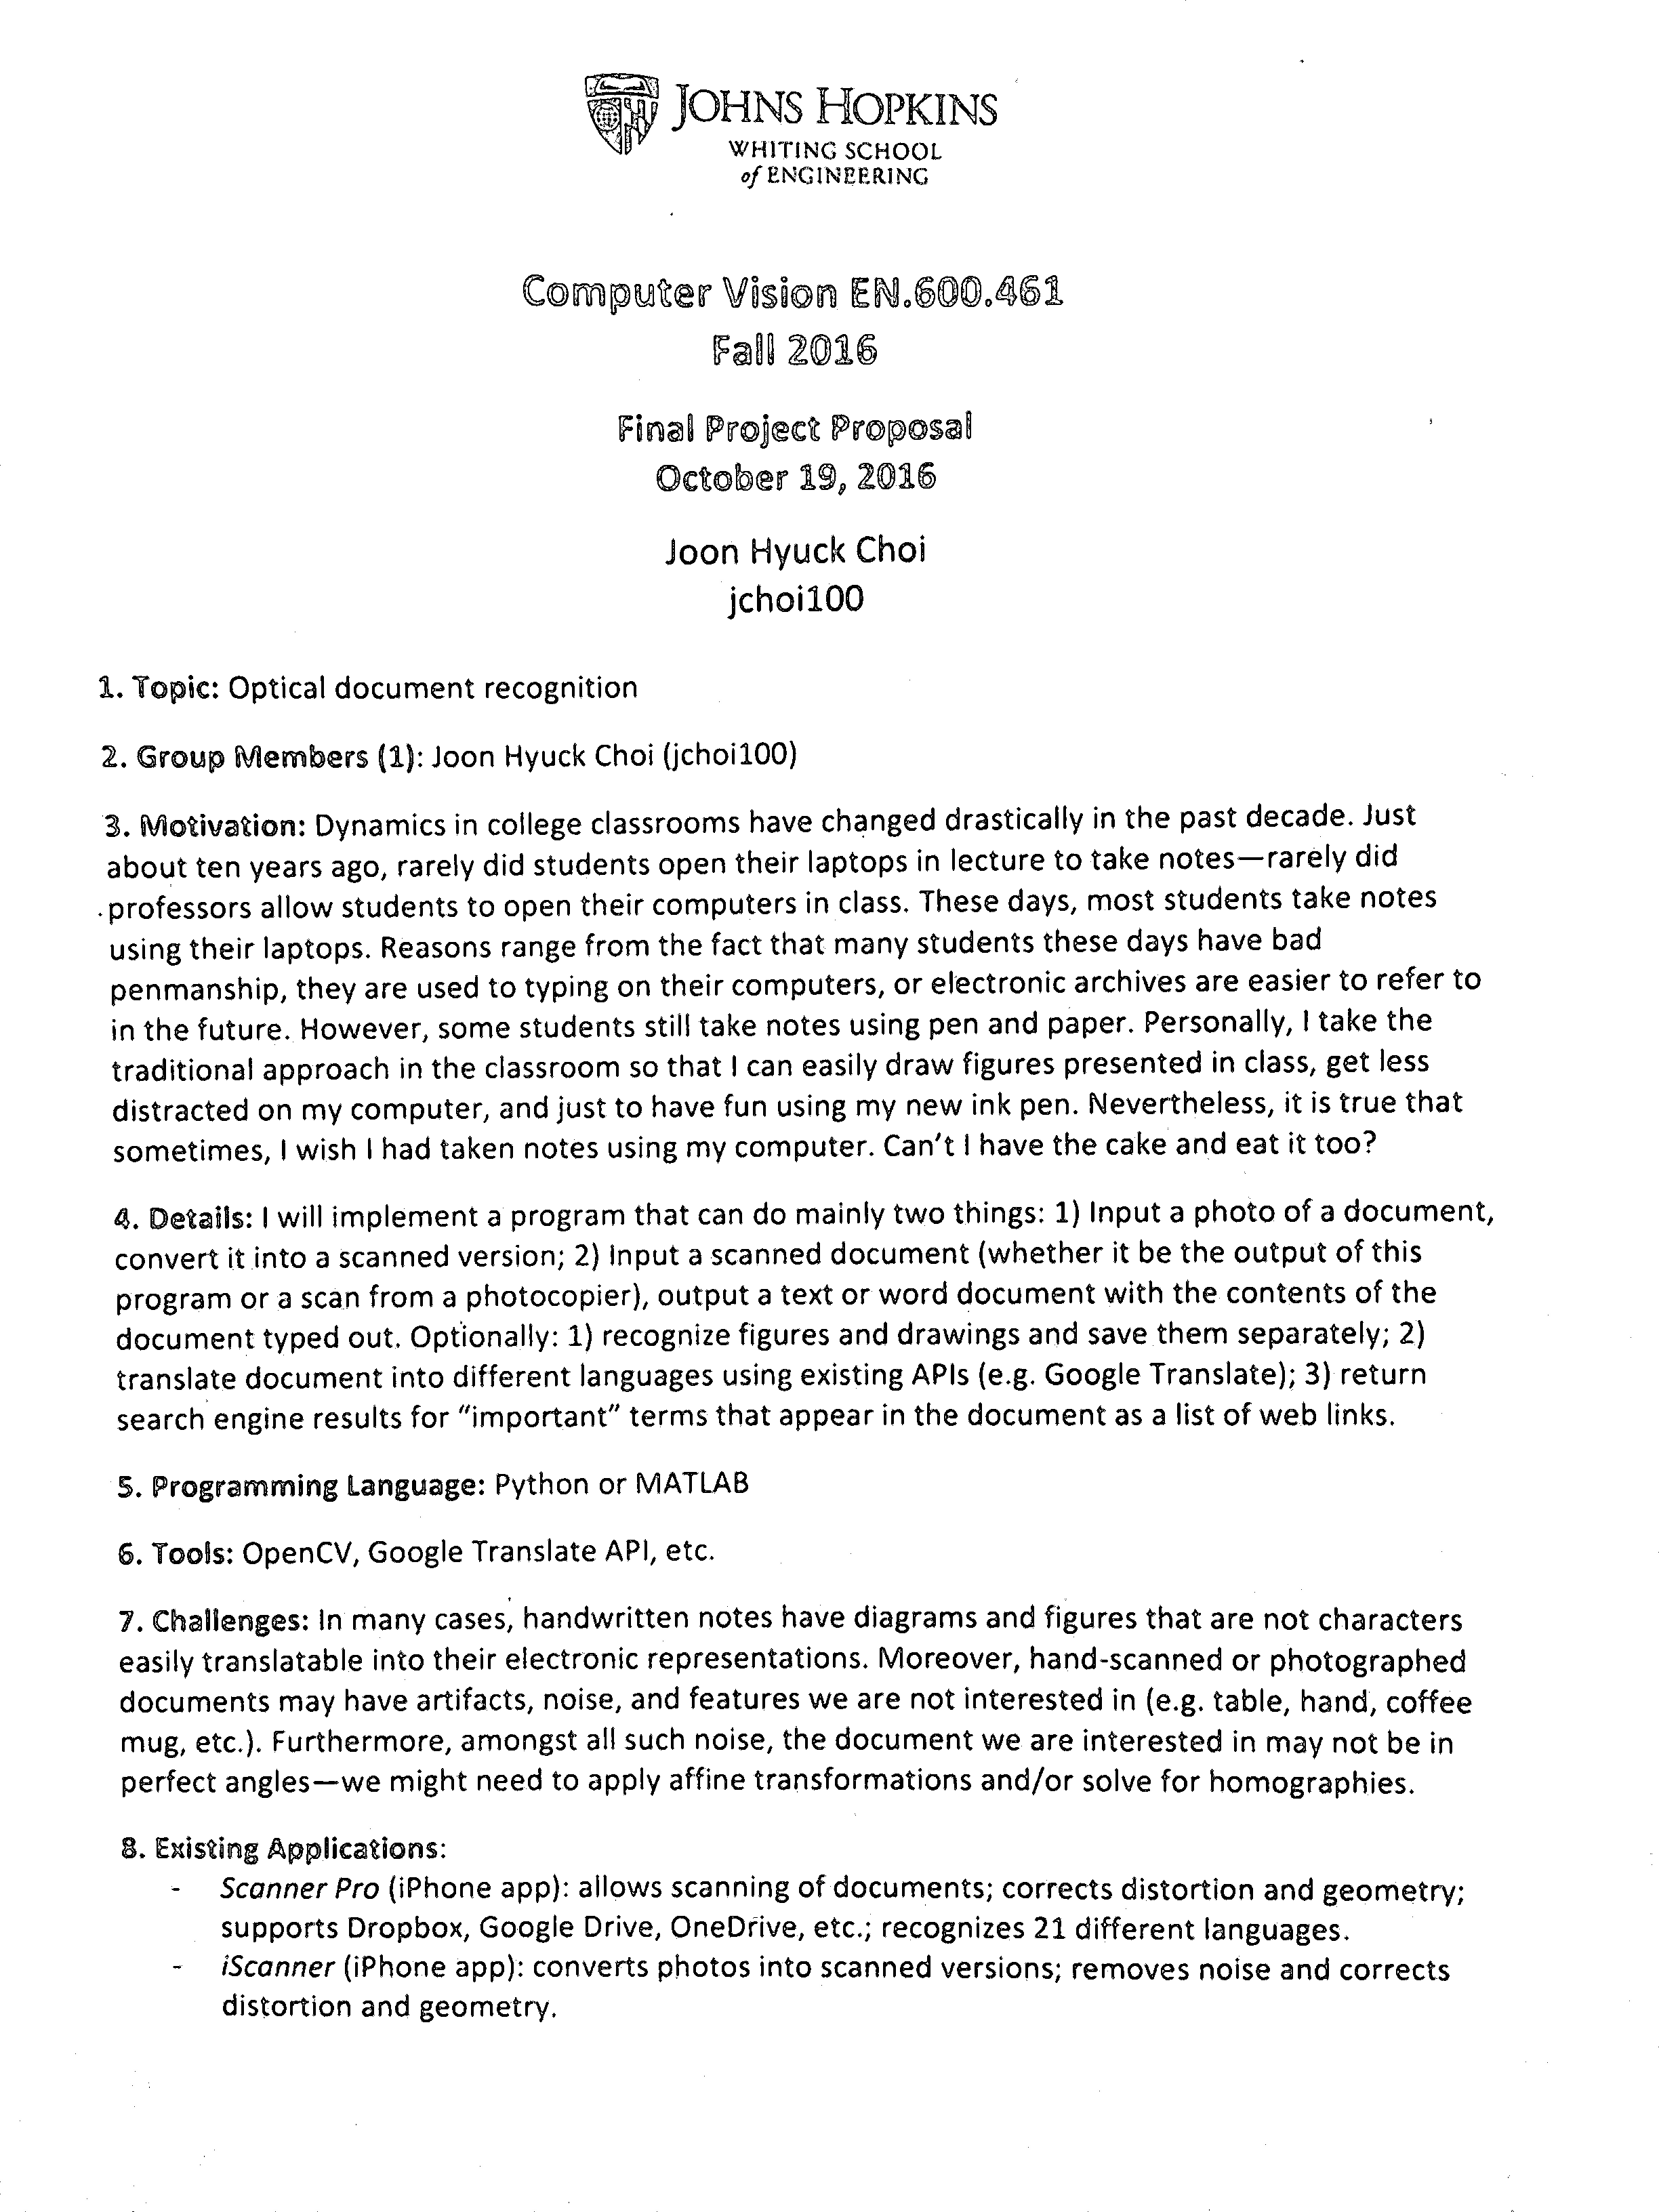 JOHNS HOPKINS
WHITING SCHOOL
of ENGINEERING
Computer Vision EN.600.461
Fall 2016
Final Project Proposal
October 19, 2016
Joon Hyuck Choi
jchoi100
1. Topic: Optical document recognition
2. Group Members (1): Joon Hyuck Choi (jchoi100)
3. Motivation: Dynamics in college classrooms have changed drastically in the past decade. Just
about ten years ago, rarely did students open their laptops in lecture to take notes—rarely did
professors allow students to open their computers in class. These days, most students take notes
using their laptops. Reasons range from the fact that many students these days have bad
penmanship, they are used to typing on their computers, or electronic archives are easier to refer to
in the future. However, some students still take notes using pen and paper. Personally, I take the
traditional approach in the classroom so that I can easily draw figures presented in class, get less
distracted on my computer, and just to have fun using my new ink pen. Nevertheless, it is true that
sometimes, I wish I had taken notes using my computer. Can't I have the cake and eat it too?
4. Details: I will implement a program that can do mainly two things: 1) Input a photo of a document,
convert it into a scanned version; 2) Input a scanned document (whether it be the output of this
program or a scan from a photocopier), output a text or word document with the contents of the
document typed out. Optionally: 1) recognize figures and drawings and save them separately; 2)
translate document into different languages using existing APIs (e.g. Google Translate); 3) return
search engine results for “important” terms that appear in the document as a list of web links.
5. Programming Language: Python or MATLAB
6. Tools: OpenCV, Google Translate API, etc.
7. Challenges: In many cases, handwritten notes have diagrams and figures that are not characters
easily translatable into their electronic representations. Moreover, hand-scanned or photographed
documents may have artifacts, noise, and features we are not interested in (e.g. table, hand, coffee
mug, etc.). Furthermore, amongst all such noise, the document we are interested in may not be in
perfect angles—we might need to apply affine transformations and/or solve for homographies.
8. Existing Applications:
- Scanner Pro (iPhone app): allows scanning of documents; corrects distortion and geometry;
supports Dropbox, Google Drive, OneDrive, etc.; recognizes 21 different languages.
- iScanner (iPhone app): converts photos into scanned versions; removes noise and corrects
distortion and geometry.